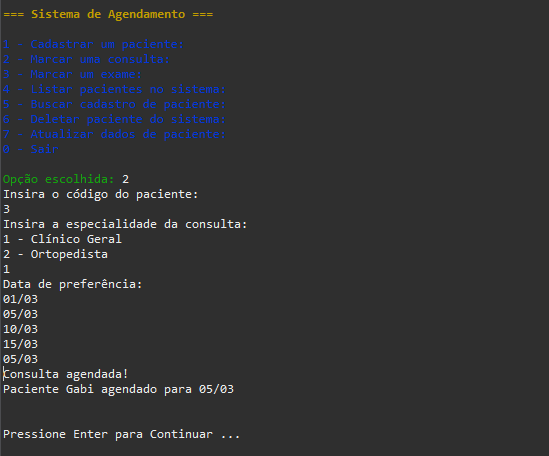 === Sistema de Agendamento ===
1 - Cadastrar um paciente:
2 - Marcar uma consulta:
3 - Marcar um exame:
4 - Listar pacientes no sistema:
5 - Buscar cadastro de paciente:
6 - Deletar paciente do sistema:
7 - Atualizar dados de paciente:
0 - Sair
Opção escolhida: 2
Insira o código do paciente:
3
Insira a especialidade da consulta:
1 - Clínico Geral
2 - Ortopedista
1
Data de preferência:
01/03
05/03
10/03
15/03
05/03
Consulta agendada!
Paciente Gabi agendado para 05/03
Pressione Enter para Continuar ...